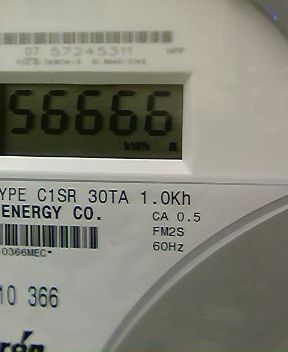 07 57245311
56666
kWh
YPE C1SR 30TA 1.0Kh
ENERGY CO. CA 0.5
FM2S
60Hz
0366MEC*
10 366
rón